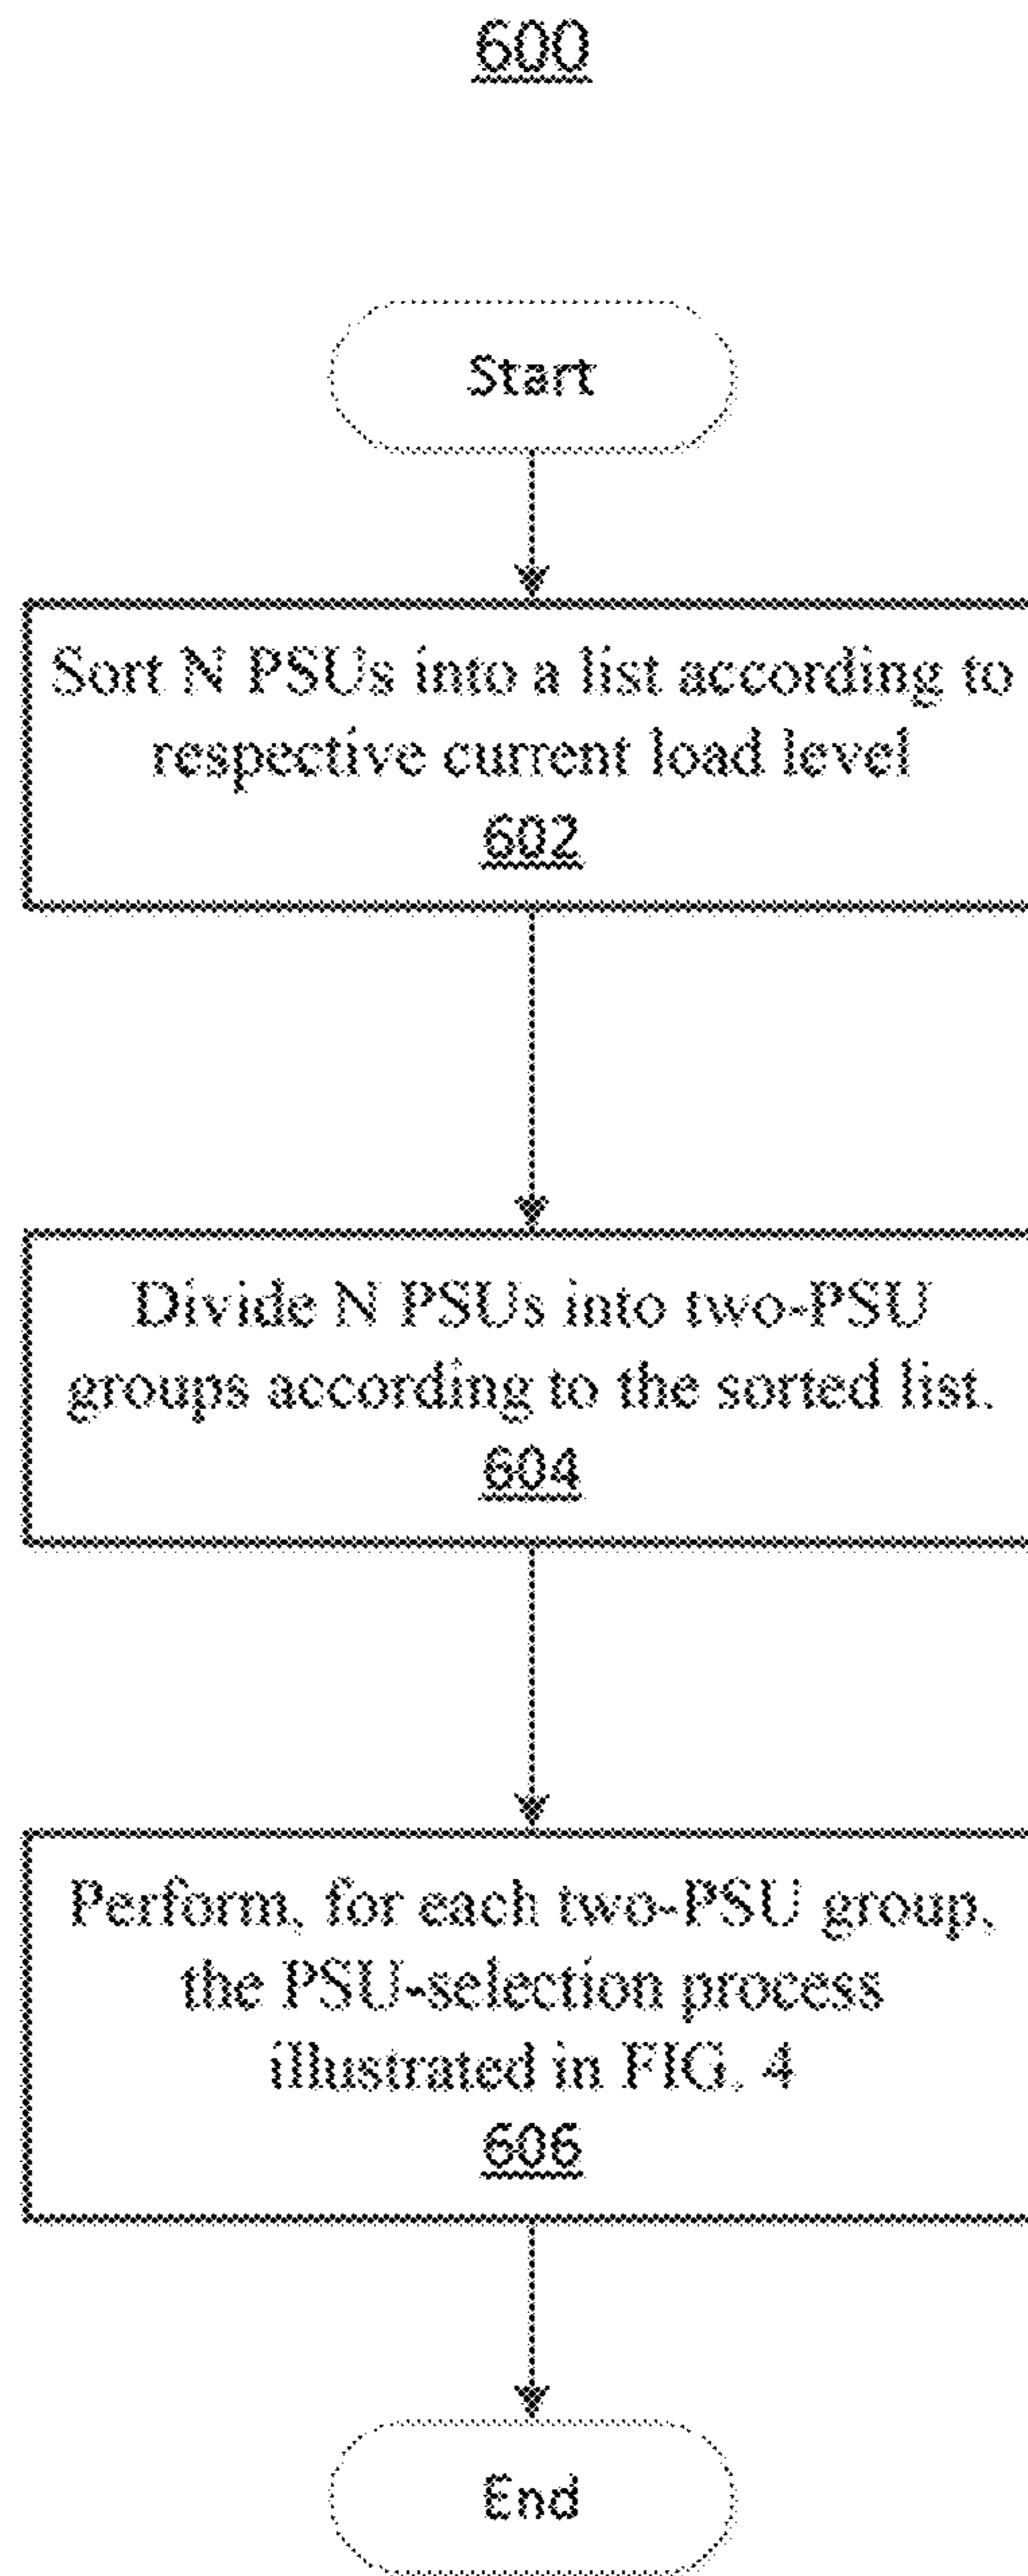 600
Start
Sort N PSUs into a list according to
respective current load level
602
Divide N PSUs into two-PSU
groups according to the sorted list.
604
Perform, for each two-PSU group,
the PSU-selection process
illustrated in FIG. 4
606
End